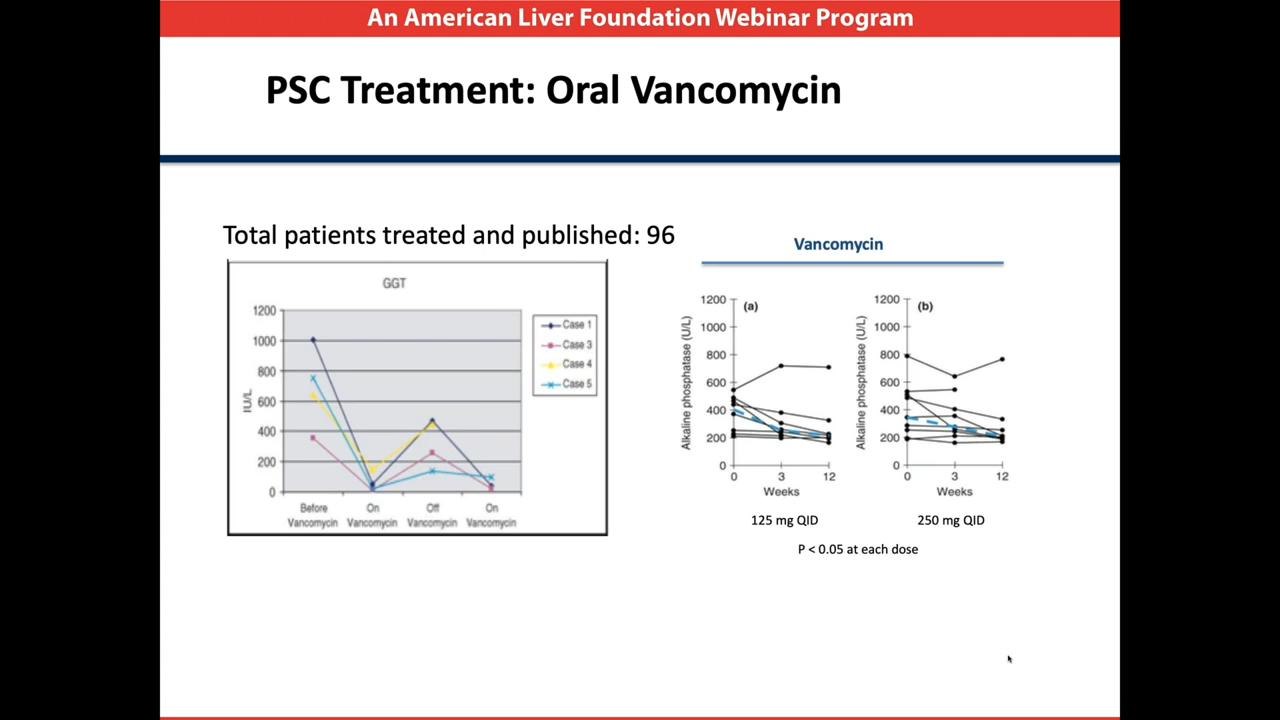 An American Liver Foundation Webinar Program
PSC Treatment: Oral Vancomycin
Total patients treated and published: 96
GGT
1200
1000
800
600
400
200
0
IU/L
Before Vancomycin
On Vancomycin
Off Vancomycin
On Vancomycin
Case 1
Case 3
Case 4
Case 5
Vancomycin
(a)
Alkaline phosphatase (U/L)
1200
1000
800
600
400
200
0
0 3 12
Weeks
125 mg QID
(b)
Alkaline phosphatase (U/L)
1200
1000
800
600
400
200
0
0 3 12
Weeks
250 mg QID
P < 0.05 at each dose